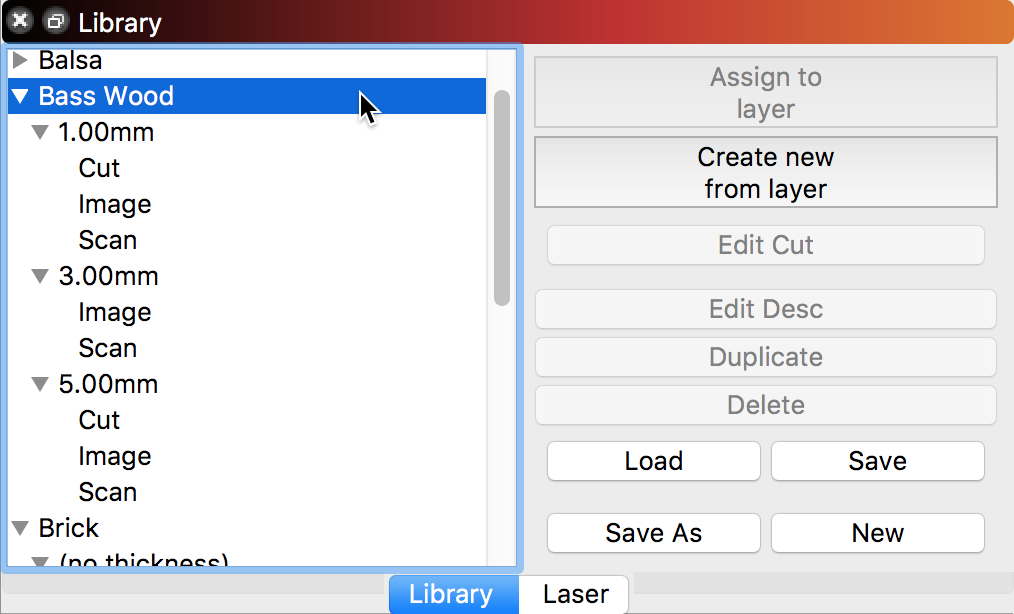 Library
Balsa
Bass Wood
1.00mm
Cut
Image
Scan
3.00mm
Image
Scan
5.00mm
Cut
Image
Scan
Brick
(no thickness)
Assign to
layer
Create new
from layer
Edit Cut
Edit Desc
Duplicate
Delete
Load
Save
Save As
New
Library
Laser